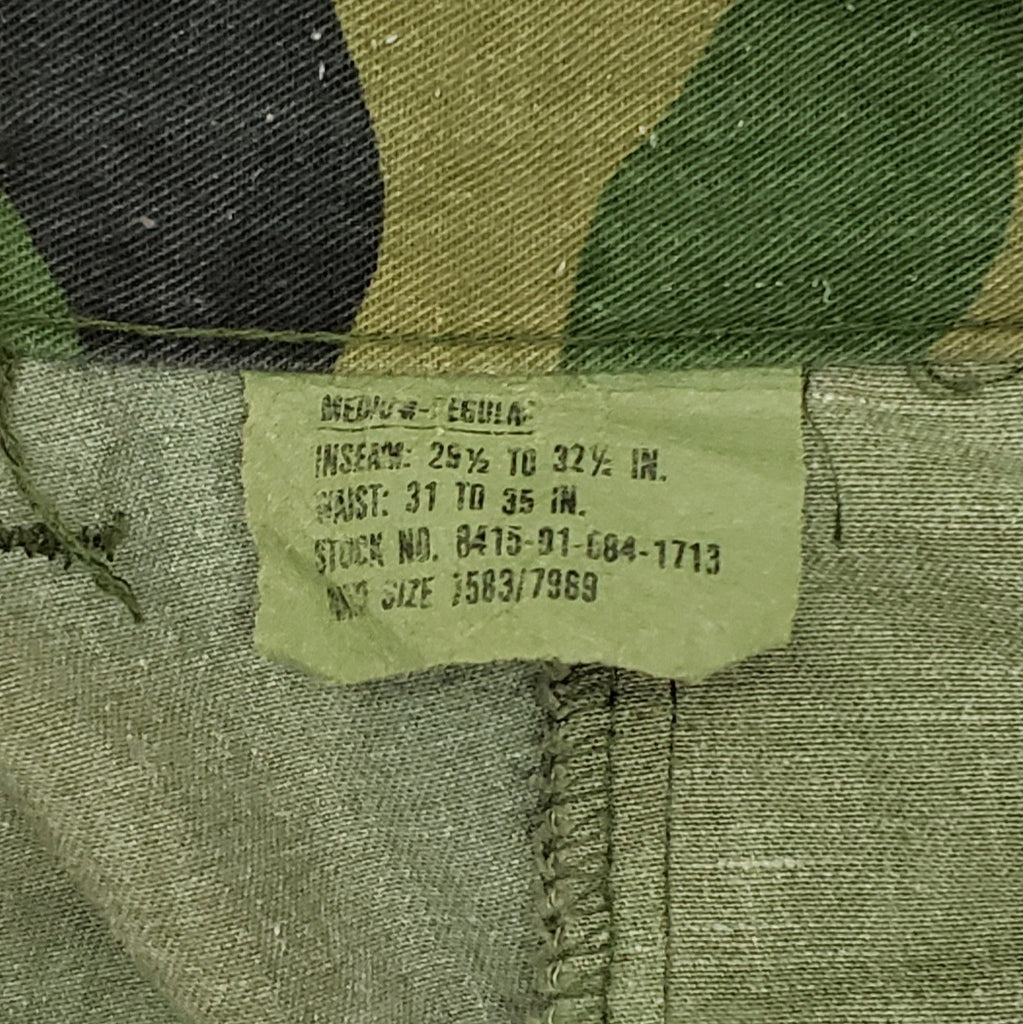 MEDIUM-REGULAR
INSEAM: 29½ TO 32½ IN.
WAIST: 31 TO 35 IN.
STOCK NO. 8415-01-084-1713
SIZE 7583/7989